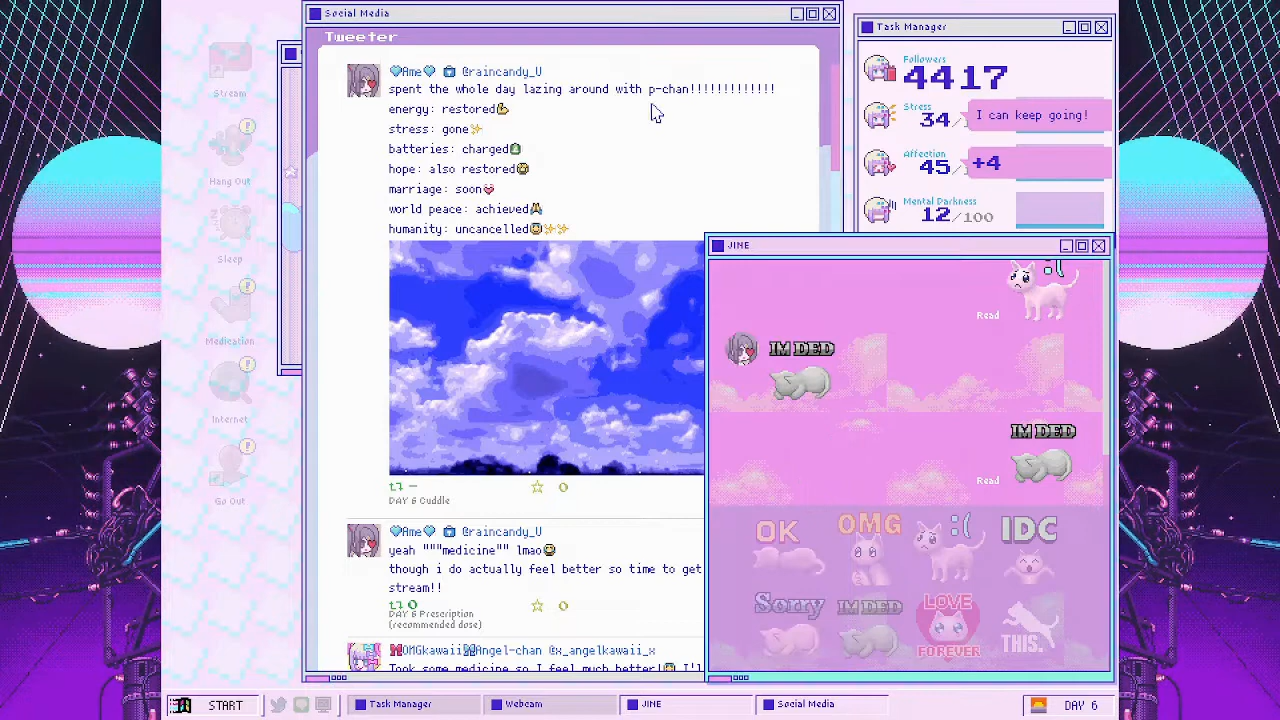 Social Media
Tweeter
Ame @raincandy_U
spent the whole day lazing around with p-chan!!!!!!!!!!!!!
energy: restored
stress: gone
batteries: charged
hope: also restored
marriage: soon
world peace: achieved
humanity: uncancelled
DAY 6 Cuddle
0
Ame @raincandy_U
yeah """medicine"" lmao
though i do actually feel better so time to get
stream!!
0
0
DAY 6 Prescription
(recommended dose)
OMGkawaiiAngel-chan @x_angelkawaii_x
Took some medicine so I feel much better!
Task Manager
Followers
4417
Stress
34/
I can keep going!
Affection
45/
+4
Mental Darkness
12/100
JINE
:(
Read
IM DED
IM DED
Read
OK
OMG
:(
IDC
Sorry
IM DED
LOVE
FOREVER
THIS.
Stream
Hang Out
Sleep
Medication
Internet
Go Out
START
Task Manager
Webcam
JINE
Social Media
DAY 6